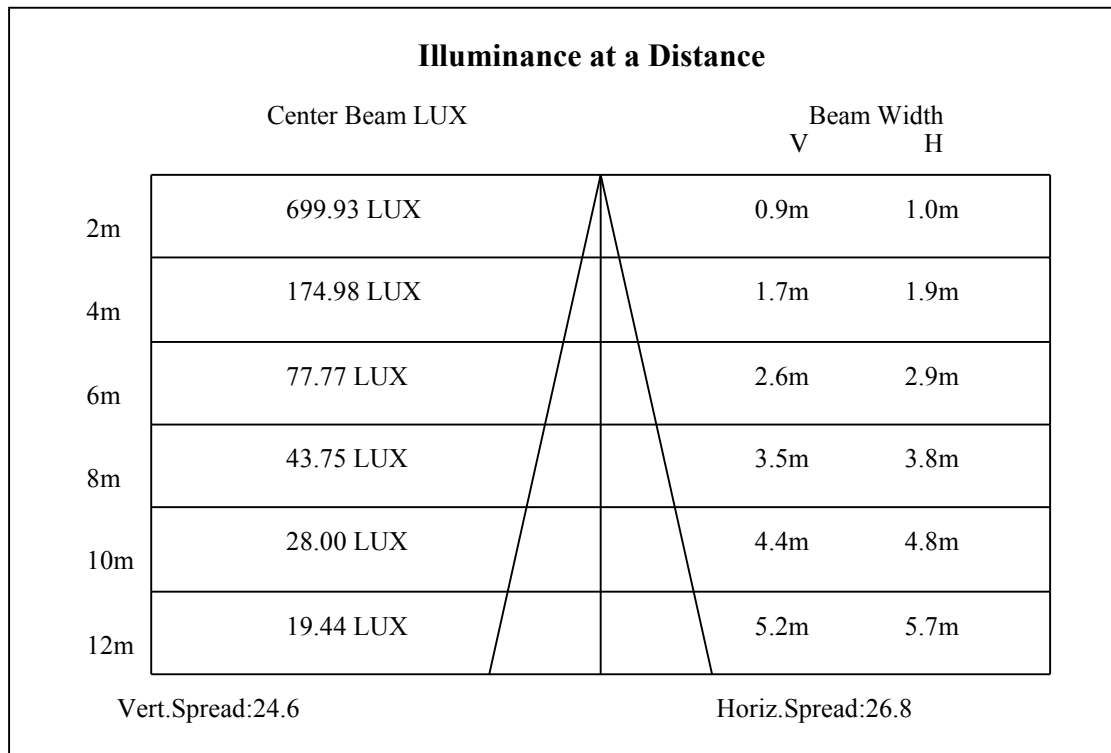 Illuminance at a Distance
Center Beam LUX Beam Width
V H
2m 699.93 LUX 0.9m 1.0m
4m 174.98 LUX 1.7m 1.9m
6m 77.77 LUX 2.6m 2.9m
8m 43.75 LUX 3.5m 3.8m
10m 28.00 LUX 4.4m 4.8m
12m 19.44 LUX 5.2m 5.7m
Vert.Spread:24.6 Horiz.Spread:26.8